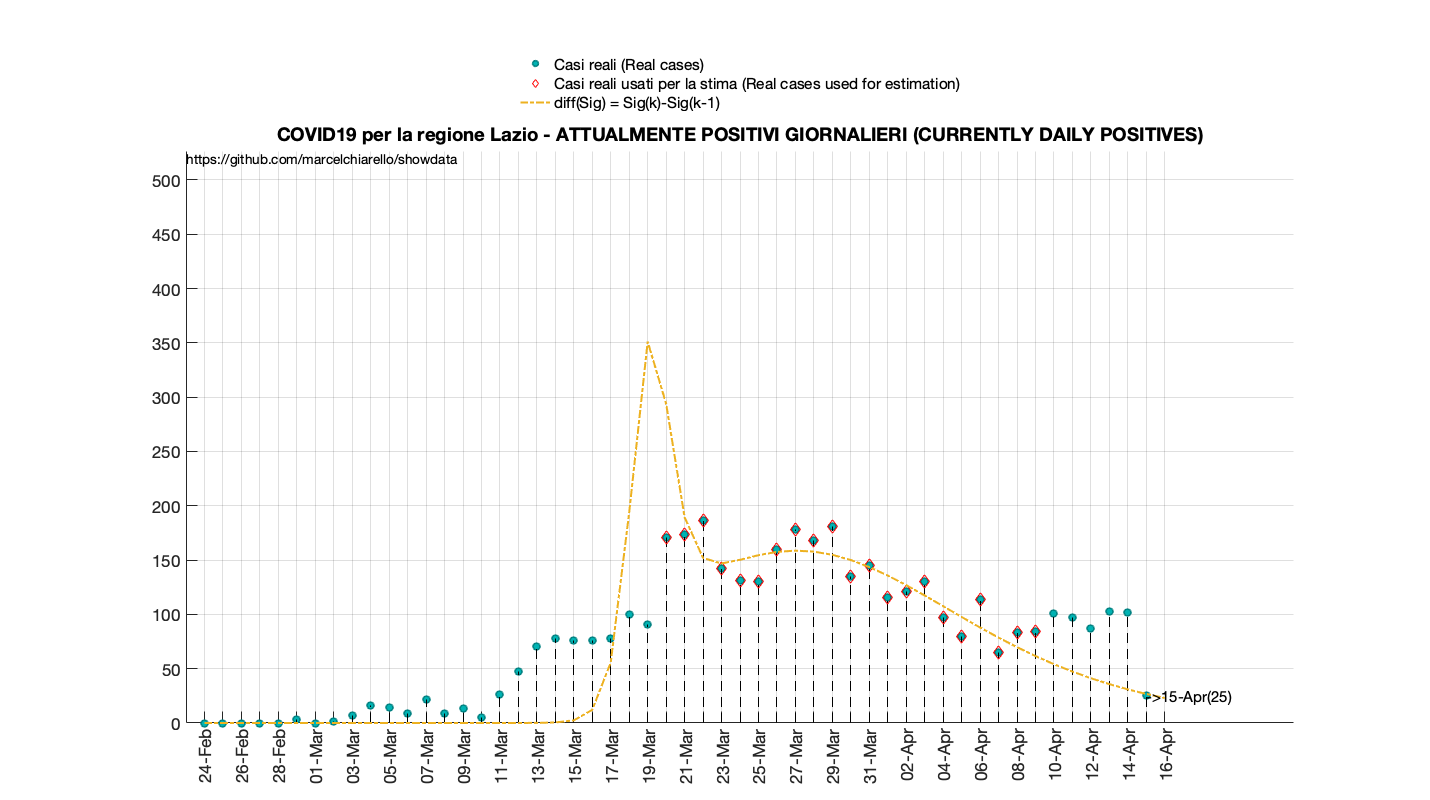 Casi reali (Real cases)
Casi reali usati per la stima (Real cases used for estimation)
diff(Sig) = Sig(k)-Sig(k-1)
COVID19 per la regione Lazio - ATTUALMENTE POSITIVI GIORNALIERI (CURRENTLY DAILY POSITIVES)
https://github.com/marcelchiarello/showdata
500
450
400
350
300
250
200
150
100
50
0
->15-Apr(25)
24-Feb
26-Feb
28-Feb
01-Mar
03-Mar
05-Mar
07-Mar
09-Mar
11-Mar
13-Mar
15-Mar
17-Mar
19-Mar
21-Mar
23-Mar
25-Mar
27-Mar
29-Mar
31-Mar
02-Apr
04-Apr
06-Apr
08-Apr
10-Apr
12-Apr
14-Apr
16-Apr